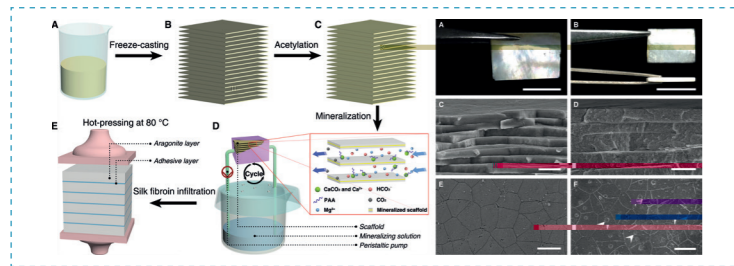 A
Freeze-casting
B
Acetylation
C
Mineralization
D
Cycle
CaCO₃ and Ca²⁺
HCO₃⁻
PAA
CO₂
Mg²⁺
Mineralized scaffold
Scaffold
Mineralizing solution
Peristaltic pump
Silk fibroin infiltration
E
Hot-pressing at 80 °C
Aragonite layer
Adhesive layer
A
B
C
D
E
F